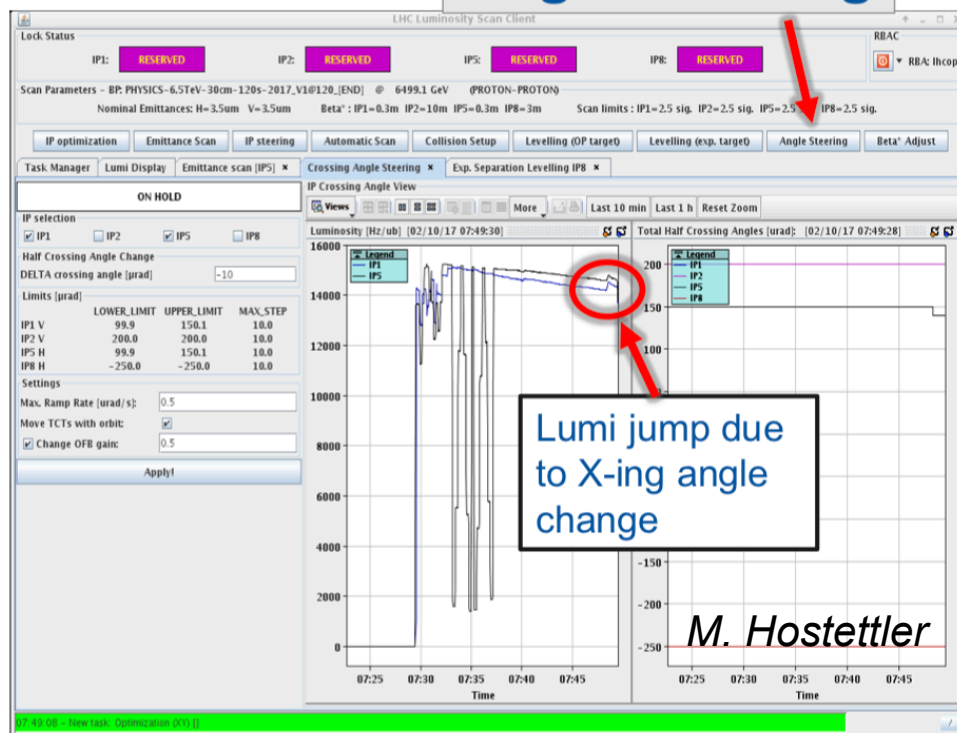 LHC Luminosity Scan Client
Lock Status
RBAC
IP1: RESERVED IP2: RESERVED IP5: RESERVED IP8: RESERVED
RBA: lhcop
Scan Parameters - BP: PHYSICS-6.5TeV-30cm-120s-2017_V1@120_[END] @ 6499.1 GeV (PROTON-PROTON)
Nominal Emittances: H=3.5um V=3.5um Beta*: IP1=0.3m IP2=10m IP5=0.3m IP8=3m Scan limits : IP1=2.5 sig. IP2=2.5 sig. IP5=2.5 IP8=2.5 sig.
IP optimization Emittance Scan IP steering Automatic Scan Collision Setup Levelling (OP target) Levelling (exp. target) Angle Steering Beta* Adjust
Task Manager Lumi Display Emittance scan [IP5] × Crossing Angle Steering × Exp. Separation Levelling IP8 ×
ON HOLD
IP Crossing Angle View
Views More Last 10 min Last 1 h Reset Zoom
IP selection
IP1 IP2 IP5 IP8
Half Crossing Angle Change
DELTA crossing angle [µrad] -10
Limits [µrad]
LOWER_LIMIT UPPER_LIMIT MAX_STEP
IP1 V 99.9 150.1 10.0
IP2 V 200.0 200.0 10.0
IP5 H 99.9 150.1 10.0
IP8 H -250.0 -250.0 10.0
Settings
Max. Ramp Rate [urad/s]: 0.5
Move TCTs with orbit:
Change OFB gain: 0.5
Apply!
Luminosity [Hz/ub] [02/10/17 07:49:30]
Legend
IP1
IP5
16000
14000
12000
10000
8000
6000
4000
2000
0
07:25 07:30 07:35 07:40 07:45
Time
Total Half Crossing Angles [urad]: [02/10/17 07:49:28]
Legend
IP1
IP2
IP5
IP8
200
150
100
-150
-200
-250
07:25 07:30 07:35 07:40 07:45
Time
Lumi jump due
to X-ing angle
change
M. Hostettler
07:49:08 - New task: Optimization (XY) []